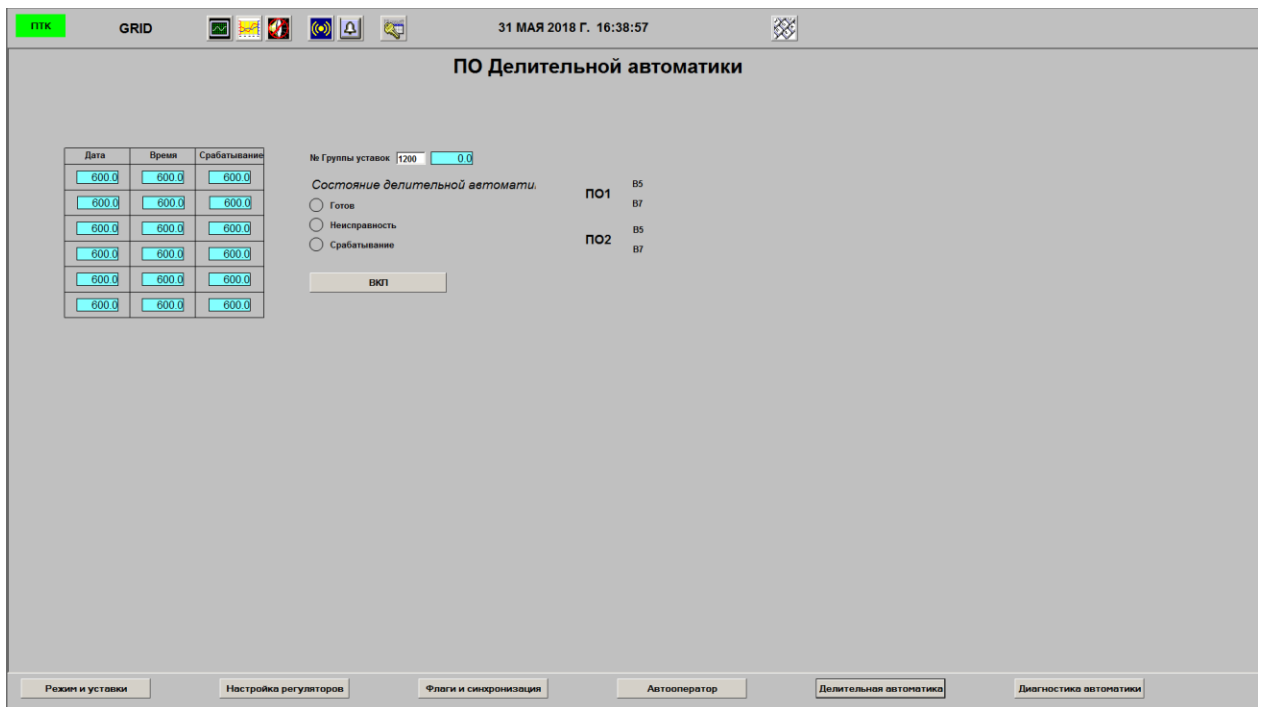 ПТК GRID 31 МАЯ 2018 Г. 16:38:57
ПО Делительной автоматики
Дата Время Срабатывание
600.0 600.0 600.0
600.0 600.0 600.0
600.0 600.0 600.0
600.0 600.0 600.0
600.0 600.0 600.0
600.0 600.0 600.0
№ Группы уставок 1200 0.0
Состояние делительной автомати
Готов
Неисправность
Срабатывание
ВКЛ
ПО1 В5
В7
ПО2 В5
В7
Режим и уставки Настройка регуляторов Флаги и синхронизация Автооператор Делительная автоматика Диагностика автоматики